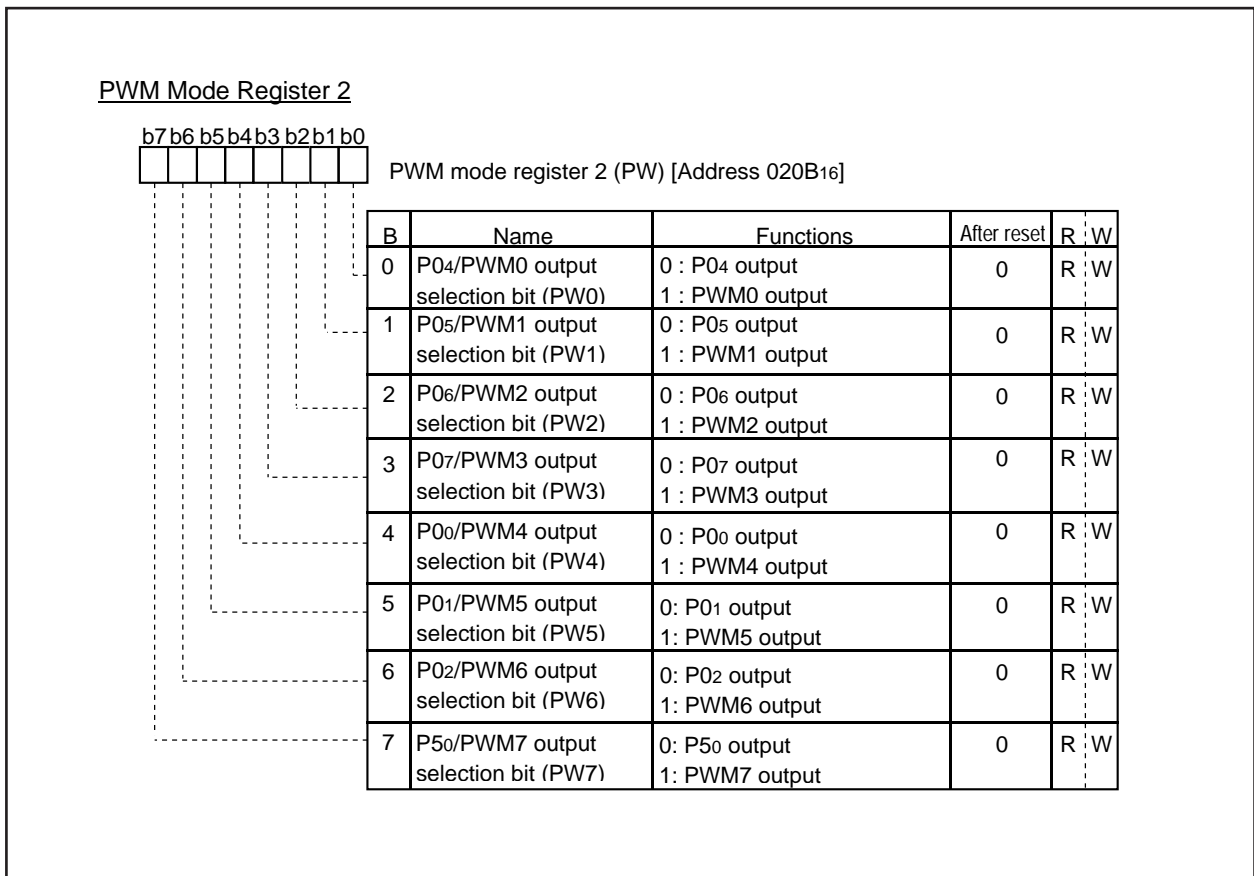 PWM Mode Register 2
b7 b6 b5 b4 b3 b2 b1 b0
PWM mode register 2 (PW) [Address 020B16]
B Name Functions After reset R W
0 P04/PWM0 output 0 : P04 output 0 R W
selection bit (PW0) 1 : PWM0 output
1 P05/PWM1 output 0 : P05 output 0 R W
selection bit (PW1) 1 : PWM1 output
2 P06/PWM2 output 0 : P06 output 0 R W
selection bit (PW2) 1 : PWM2 output
3 P07/PWM3 output 0 : P07 output 0 R W
selection bit (PW3) 1 : PWM3 output
4 P00/PWM4 output 0 : P00 output 0 R W
selection bit (PW4) 1 : PWM4 output
5 P01/PWM5 output 0: P01 output 0 R W
selection bit (PW5) 1: PWM5 output
6 P02/PWM6 output 0: P02 output 0 R W
selection bit (PW6) 1: PWM6 output
7 P50/PWM7 output 0: P50 output 0 R W
selection bit (PW7) 1: PWM7 output